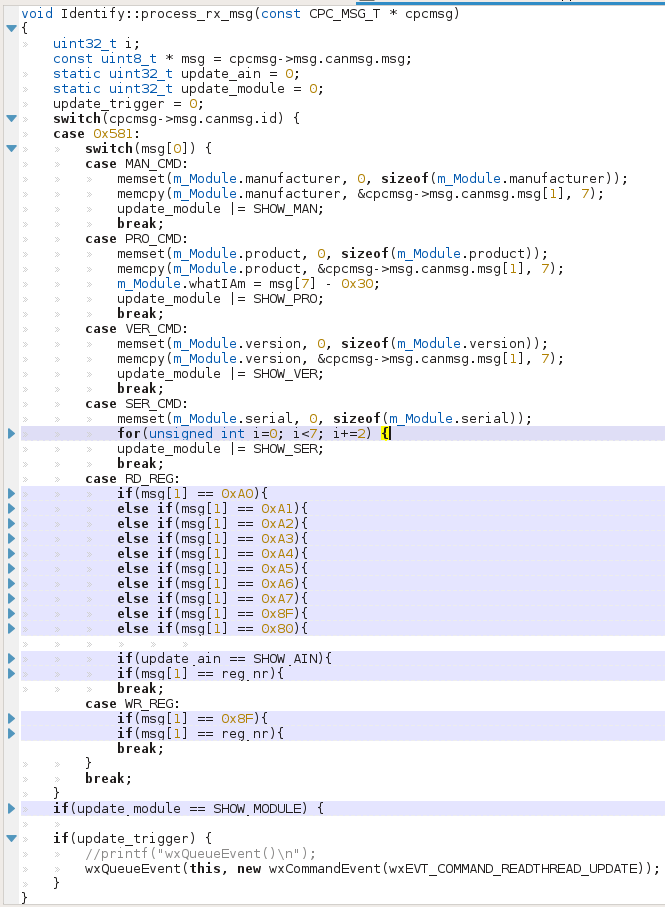 void Identify::process_rx_msg(const CPC_MSG_T * cpcmsg)
{
    uint32_t i;
    const uint8_t * msg = cpcmsg->msg.canmsg.msg;
    static uint32_t update_ain = 0;
    static uint32_t update_module = 0;
    update_trigger = 0;
    switch(cpcmsg->msg.canmsg.id) {
    case 0x581:
        switch(msg[0]) {
        case MAN_CMD:
            memset(m_Module.manufacturer, 0, sizeof(m_Module.manufacturer));
            memcpy(m_Module.manufacturer, &cpcmsg->msg.canmsg.msg[1], 7);
            update_module |= SHOW_MAN;
            break;
        case PRO_CMD:
            memset(m_Module.product, 0, sizeof(m_Module.product));
            memcpy(m_Module.product, &cpcmsg->msg.canmsg.msg[1], 7);
            m_Module.whatIAm = msg[7] - 0x30;
            update_module |= SHOW_PRO;
            break;
        case VER_CMD:
            memset(m_Module.version, 0, sizeof(m_Module.version));
            memcpy(m_Module.version, &cpcmsg->msg.canmsg.msg[1], 7);
            update_module |= SHOW_VER;
            break;
        case SER_CMD:
            memset(m_Module.serial, 0, sizeof(m_Module.serial));
            for(unsigned int i=0; i<7; i+=2) {
            update_module |= SHOW_SER;
            break;
        case RD_REG:
            if(msg[1] == 0xA0){
            else if(msg[1] == 0xA1){
            else if(msg[1] == 0xA2){
            else if(msg[1] == 0xA3){
            else if(msg[1] == 0xA4){
            else if(msg[1] == 0xA5){
            else if(msg[1] == 0xA6){
            else if(msg[1] == 0xA7){
            else if(msg[1] == 0x8F){
            else if(msg[1] == 0x80){
            if(update_ain == SHOW_AIN){
            if(msg[1] == reg_nr){
            break;
        case WR_REG:
            if(msg[1] == 0x8F){
            if(msg[1] == reg_nr){
            break;
        }
        break;
    }
    if(update_module == SHOW_MODULE) {
    if(update_trigger) {
        //printf("wxQueueEvent()\n");
        wxQueueEvent(this, new wxCommandEvent(wxEVT_COMMAND_READTHREAD_UPDATE));
    }
}